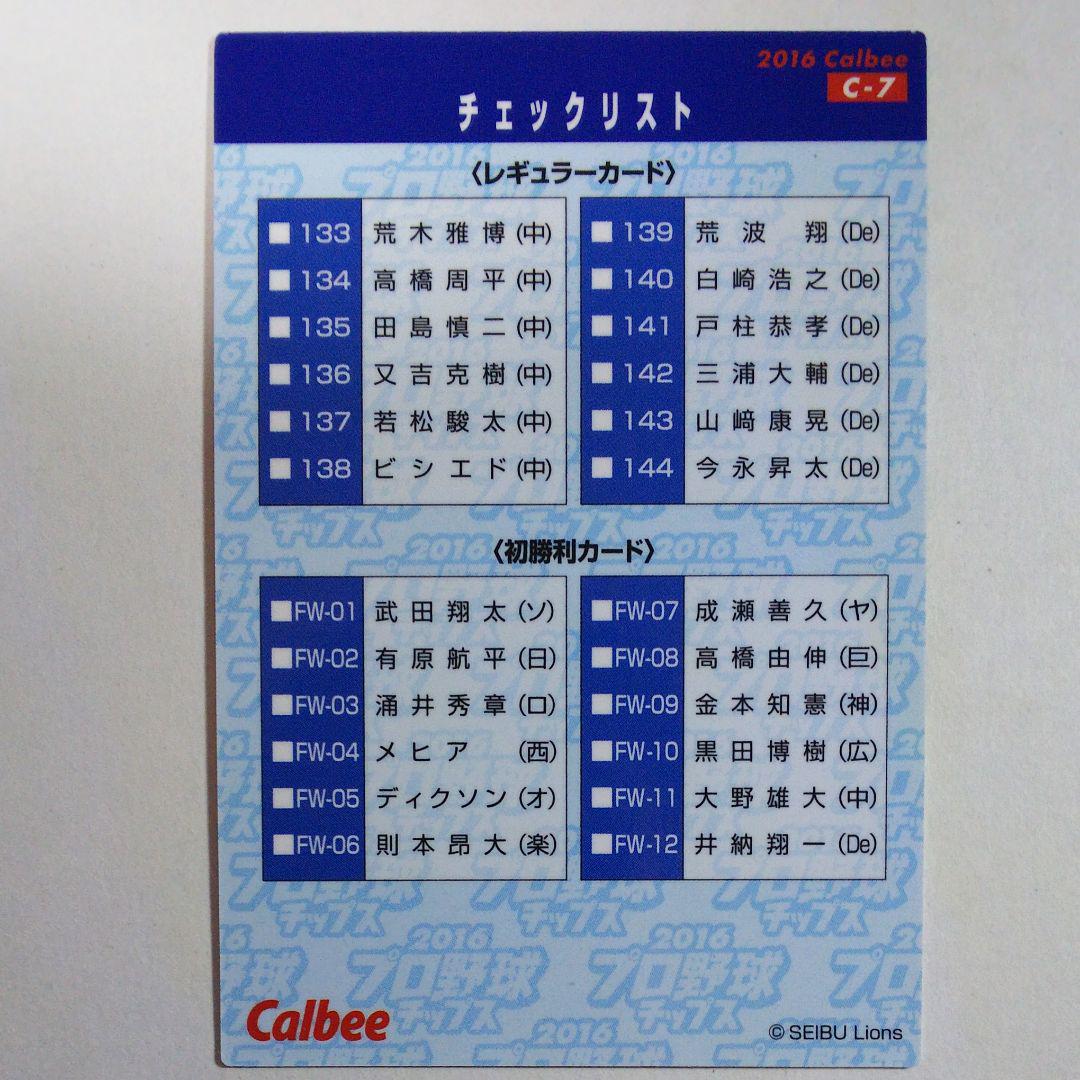 2016 Calbee
C-7
チェックリスト
〈レギュラーカード〉
133 荒木雅博(中)
134 高橋周平(中)
135 田島慎二(中)
136 又吉克樹(中)
137 若松駿太(中)
138 ビシエド(中)
139 荒波翔(De)
140 白崎浩之(De)
141 戸柱恭孝(De)
142 三浦大輔(De)
143 山﨑康晃(De)
144 今永昇太(De)
〈初勝利カード〉
FW-01 武田翔太(ソ)
FW-02 有原航平(日)
FW-03 涌井秀章(ロ)
FW-04 メヒア(西)
FW-05 ディクソン(オ)
FW-06 則本昂大(楽)
FW-07 成瀬善久(ヤ)
FW-08 高橋由伸(巨)
FW-09 金本知憲(神)
FW-10 黒田博樹(広)
FW-11 大野雄大(中)
FW-12 井納翔一(De)
2016
プロ野球
チップス
Calbee
© SEIBU Lions